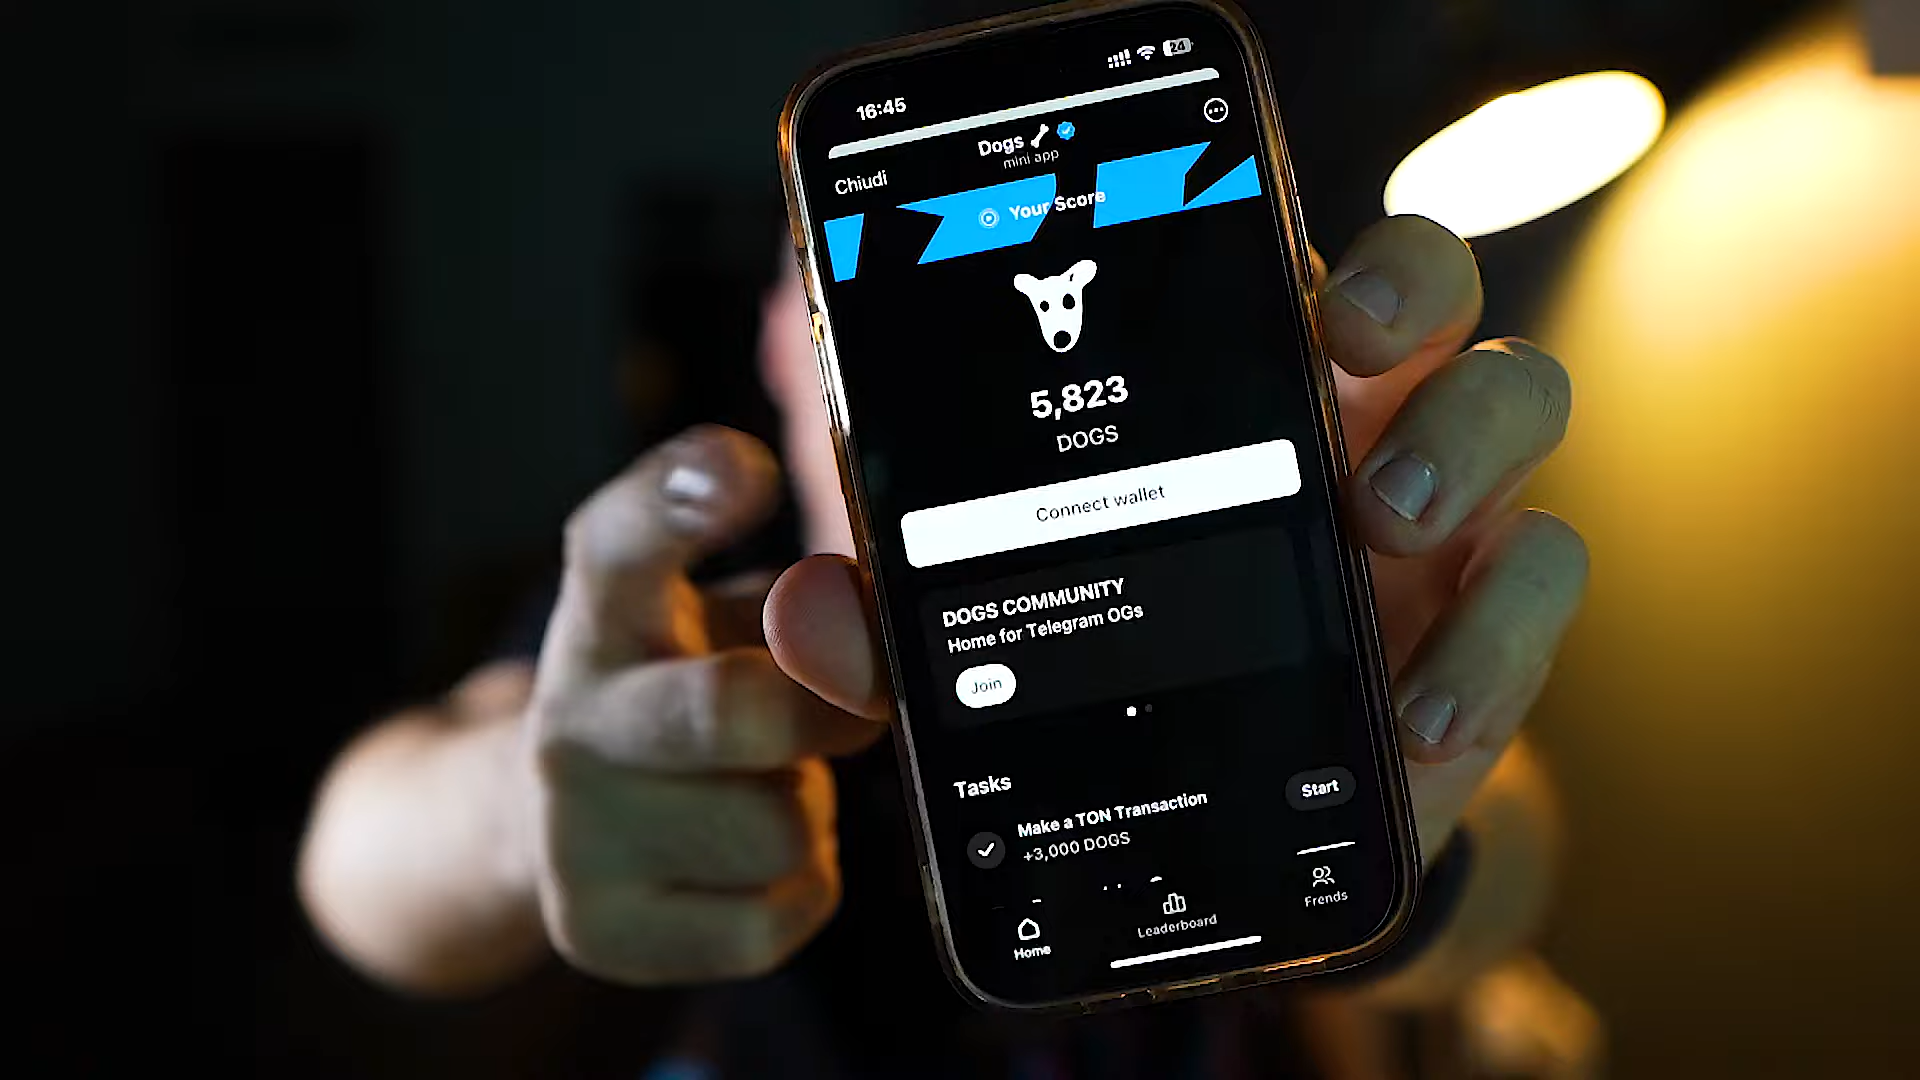 16:45
24
Dogs
mini app
Chiudi
Your Score
5,823
DOGS
Connect wallet
DOGS COMMUNITY
Home for Telegram OGs
Join
Tasks
Make a TON Transaction
+3,000 DOGS
Start
Home
Leaderboard
Frends